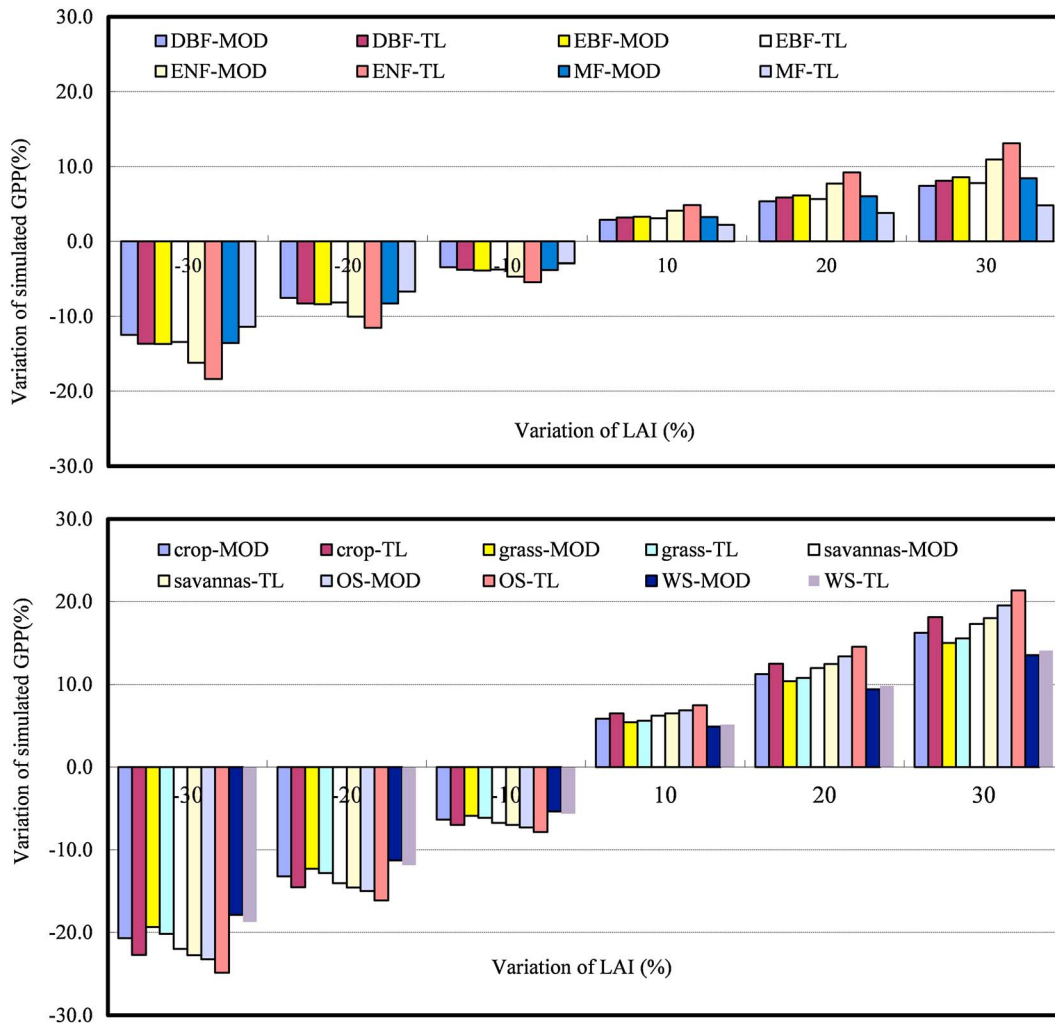 30.0
DBF-MOD DBF-TL EBF-MOD EBF-TL
ENF-MOD ENF-TL MF-MOD MF-TL
20.0
10.0
0.0
-30 -20 -10 10 20 30
-10.0
-20.0
Variation of LAI (%)
-30.0
Variation of simulated GPP(%)
30.0
crop-MOD crop-TL grass-MOD grass-TL savannas-MOD
savannas-TL OS-MOD OS-TL WS-MOD WS-TL
20.0
10.0
0.0
-30 -20 -10 10 20 30
-10.0
-20.0
Variation of LAI (%)
-30.0
Variation of simulated GPP(%)